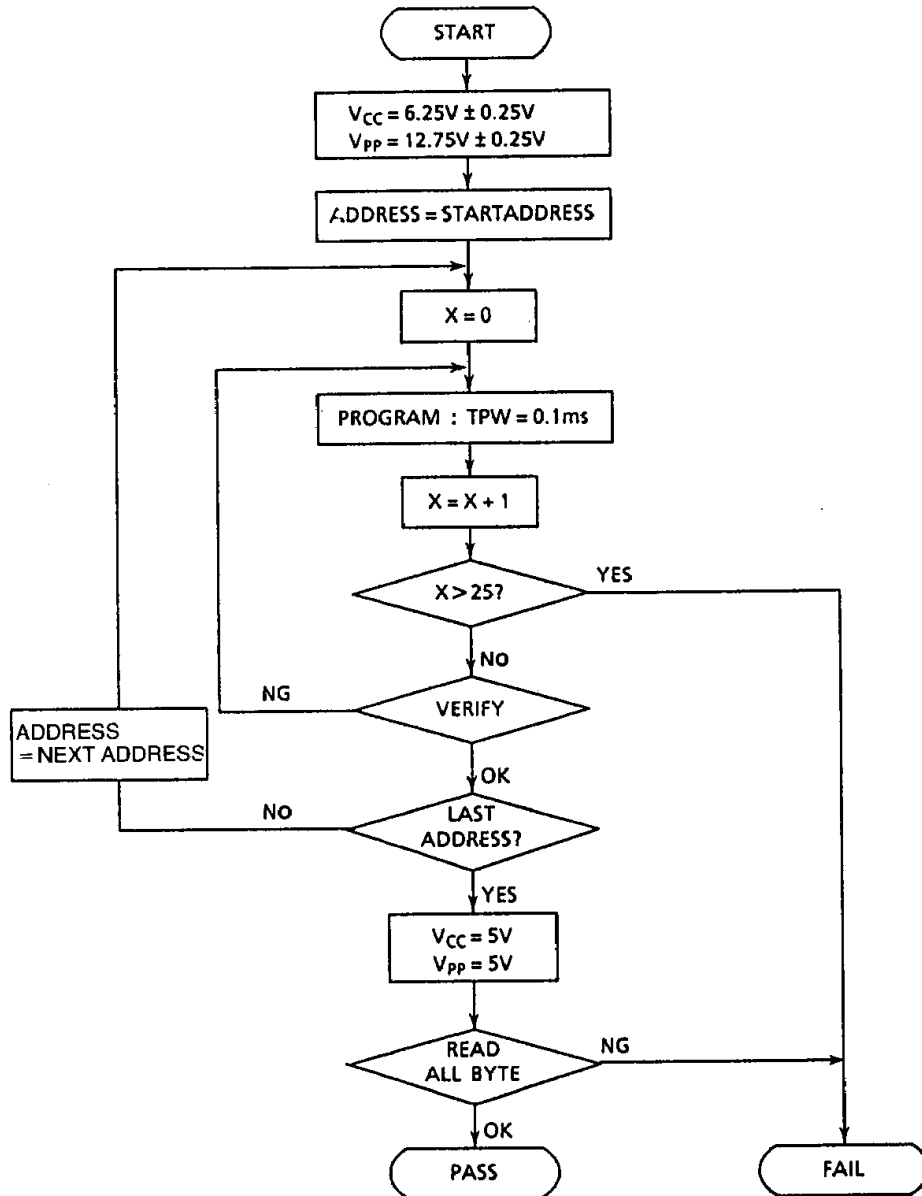 START
VCC = 6.25V ± 0.25V
VPP = 12.75V ± 0.25V
ADDRESS = STARTADDRESS
X = 0
PROGRAM : TPW = 0.1ms
X = X + 1
X > 25?
YES
NO
NG
VERIFY
ADDRESS
= NEXT ADDRESS
OK
NO
LAST
ADDRESS?
YES
VCC = 5V
VPP = 5V
READ
ALL BYTE
NG
OK
PASS
FAIL